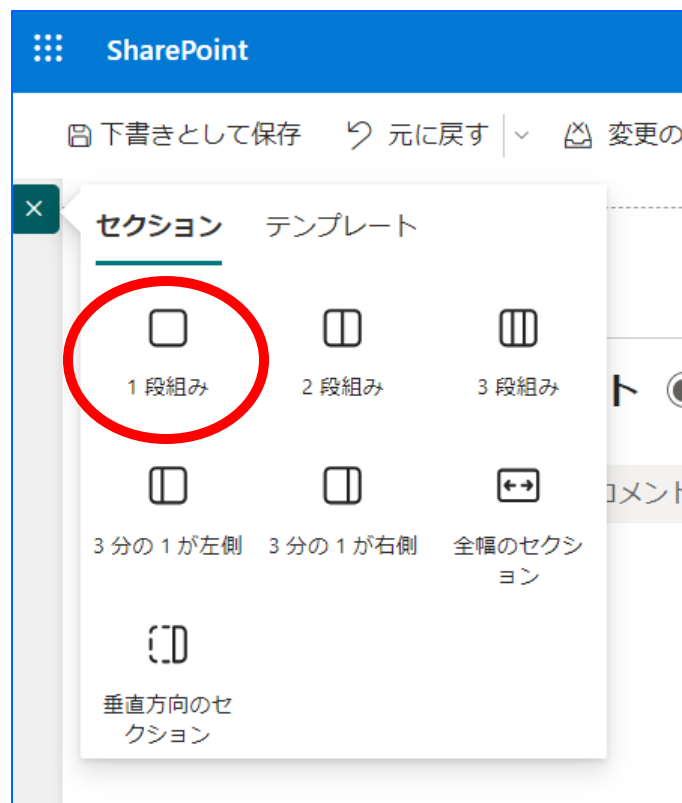 SharePoint
下書きとして保存 元に戻す 変更の
セクション テンプレート
1 段組み 2 段組み 3 段組み
ト
3 分の 1 が左側 3 分の 1 が右側 全幅のセクシ
ョン
コメント
垂直方向のセ
クション